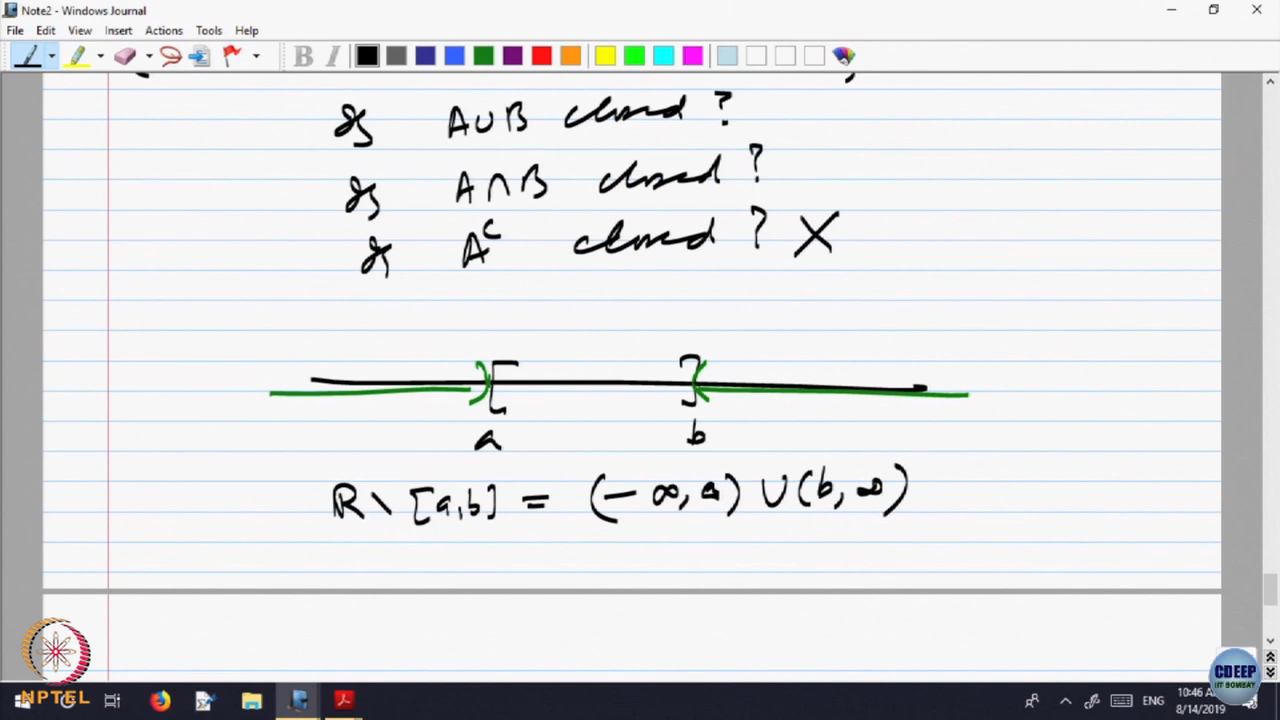 Note2 - Windows Journal
File Edit View Insert Actions Tools Help
B I
Is A∪B closed ?
Is A∩B closed ?
Is A^c closed ? X
a b
R \ [a,b] = (-∞,a) ∪ (b,∞)
NPTEL
CDEEP
IIT BOMBAY
ENG
10:46 A
8/14/2019